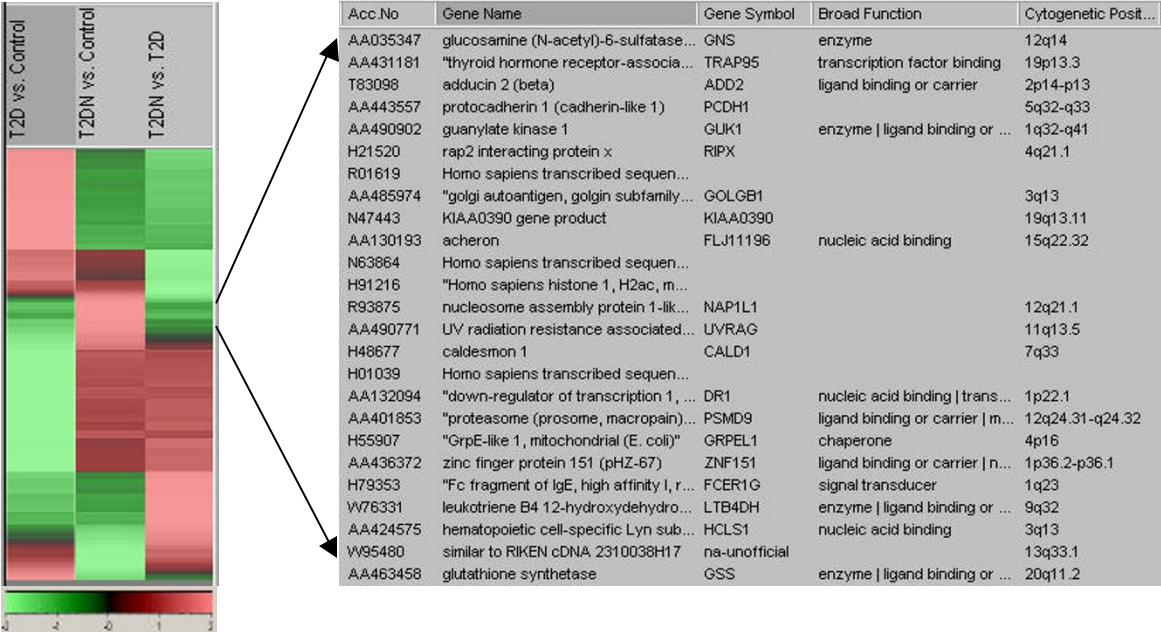 T2D vs. Control
T2DN vs. Control
T2DN vs. T2D
Acc.No Gene Name Gene Symbol Broad Function Cytogenetic Posit...
AA035347 glucosamine (N-acetyl)-6-sulfatase... GNS enzyme 12q14
AA431181 "thyroid hormone receptor-associa... TRAP95 transcription factor binding 19p13.3
T83098 adducin 2 (beta) ADD2 ligand binding or carrier 2p14-p13
AA443557 protocadherin 1 (cadherin-like 1) PCDH1 5q32-q33
AA490902 guanylate kinase 1 GUK1 enzyme | ligand binding or ... 1q32-q41
H21520 rap2 interacting protein x RIPX 4q21.1
R01619 Homo sapiens transcribed sequen...
AA485974 "golgi autoantigen, golgin subfamily... GOLGB1 3q13
N47443 KIAA0390 gene product KIAA0390 19q13.11
AA130193 acheron FLJ11196 nucleic acid binding 15q22.32
N63864 Homo sapiens transcribed sequen...
H91216 "Homo sapiens histone 1, H2ac, m...
R93875 nucleosome assembly protein 1-lik... NAP1L1 12q21.1
AA490771 UV radiation resistance associated... UVRAG 11q13.5
H48677 caldesmon 1 CALD1 7q33
H01039 Homo sapiens transcribed sequen...
AA132094 "down-regulator of transcription 1, ... DR1 nucleic acid binding | trans... 1p22.1
AA401853 "proteasome (prosome, macropain)... PSMD9 ligand binding or carrier | m... 12q24.31-q24.32
H55907 "GrpE-like 1, mitochondrial (E. coli)" GRPEL1 chaperone 4p16
AA436372 zinc finger protein 151 (pHZ-67) ZNF151 ligand binding or carrier | n... 1p36.2-p36.1
H79353 "Fc fragment of IgE, high affinity I, r... FCER1G signal transducer 1q23
W76331 leukotriene B4 12-hydroxydehydro... LTB4DH enzyme | ligand binding or ... 9q32
AA424575 hematopoietic cell-specific Lyn sub... HCLS1 nucleic acid binding 3q13
W95480 similar to RIKEN cDNA 2310038H17 na-unofficial 13q33.1
AA463458 glutathione synthetase GSS enzyme | ligand binding or ... 20q11.2
0 1